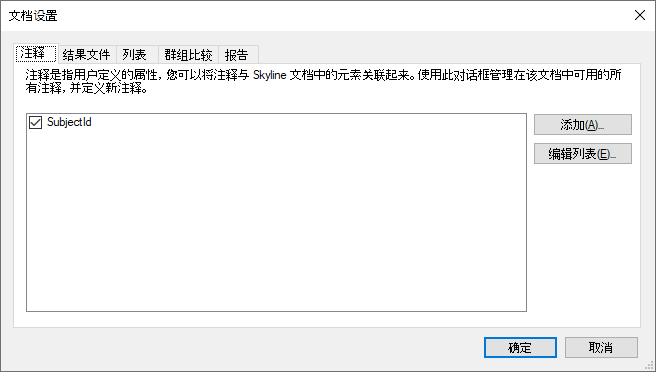 文档设置
注释 结果文件 列表 群组比较 报告
注释是指用户定义的属性，您可以将注释与 Skyline 文档中的元素关联起来。使用此对话框管理在该文档中可用的所
有注释，并定义新注释。
SubjectId
添加(A)...
编辑列表(E)...
确定 取消